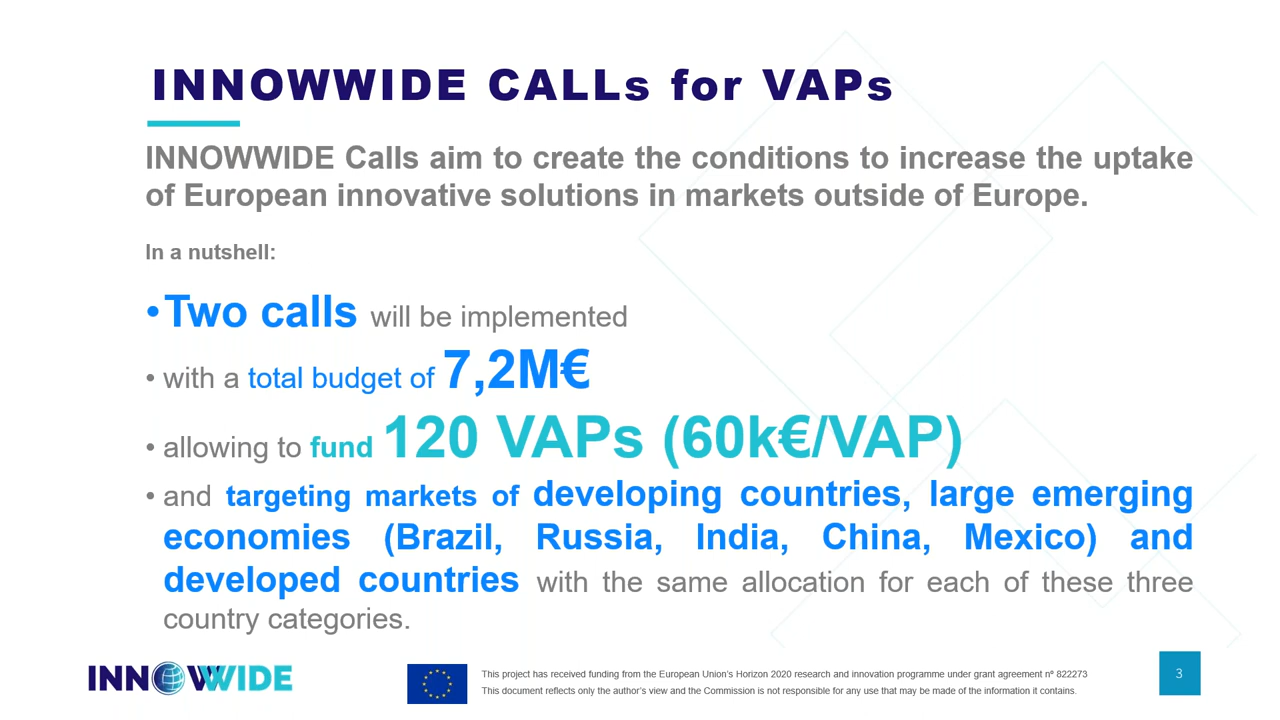 INNOWWIDE CALLs for VAPs
INNOWWIDE Calls aim to create the conditions to increase the uptake
of European innovative solutions in markets outside of Europe.
In a nutshell:
•Two calls will be implemented
• with a total budget of 7,2M€
• allowing to fund 120 VAPs (60k€/VAP)
• and targeting markets of developing countries, large emerging
economies (Brazil, Russia, India, China, Mexico) and
developed countries with the same allocation for each of these three
country categories.
INNOWWIDE
This project has received funding from the European Union's Horizon 2020 research and innovation programme under grant agreement nº 822273
This document reflects only the author's view and the Commission is not responsible for any use that may be made of the information it contains.
3